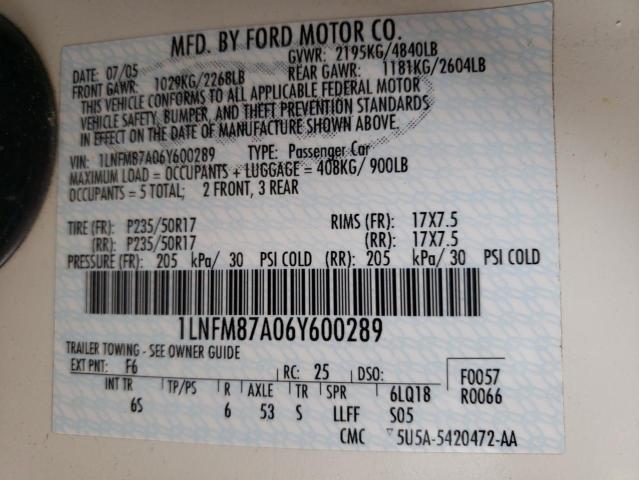 MFD. BY FORD MOTOR CO.
DATE: 07/05 GVWR: 2195KG/4840LB
FRONT GAWR: 1029KG/2268LB REAR GAWR: 1181KG/2604LB
THIS VEHICLE CONFORMS TO ALL APPLICABLE FEDERAL MOTOR
VEHICLE SAFETY, BUMPER, AND THEFT PREVENTION STANDARDS
IN EFFECT ON THE DATE OF MANUFACTURE SHOWN ABOVE.
VIN: 1LNFM87A06Y600289 TYPE: Passenger Car
MAXIMUM LOAD = OCCUPANTS + LUGGAGE = 408KG/ 900LB
OCCUPANTS = 5 TOTAL; 2 FRONT, 3 REAR
TIRE (FR): P235/50R17 RIMS (FR): 17X7.5
(RR): P235/50R17 (RR): 17X7.5
PRESSURE (FR): 205 kPa/ 30 PSI COLD (RR): 205 kPa/ 30 PSI COLD
1LNFM87A06Y600289
TRAILER TOWING - SEE OWNER GUIDE
EXT PNT: F6 RC: 25 DSO: F0057
INT TR TP/PS R AXLE TR SPR 6LQ18 R0066
6S 6 53 S LLFF S05
CMC ▽5U5A-5420472-AA